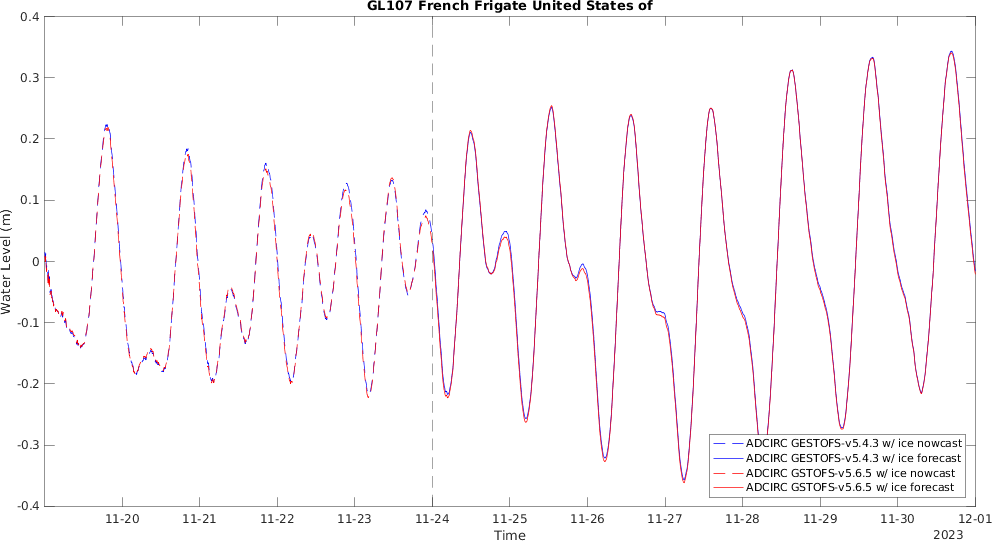 GL107 French Frigate United States of
0.4
0.3
0.2
0.1
0
-0.1
-0.2
-0.3
-0.4
Water Level (m)
ADCIRC GESTOFS-v5.4.3 w/ ice nowcast
ADCIRC GESTOFS-v5.4.3 w/ ice forecast
ADCIRC GSTOFS-v5.6.5 w/ ice nowcast
ADCIRC GSTOFS-v5.6.5 w/ ice forecast
11-20 11-21 11-22 11-23 11-24 11-25 11-26 11-27 11-28 11-29 11-30 12-01
Time
2023